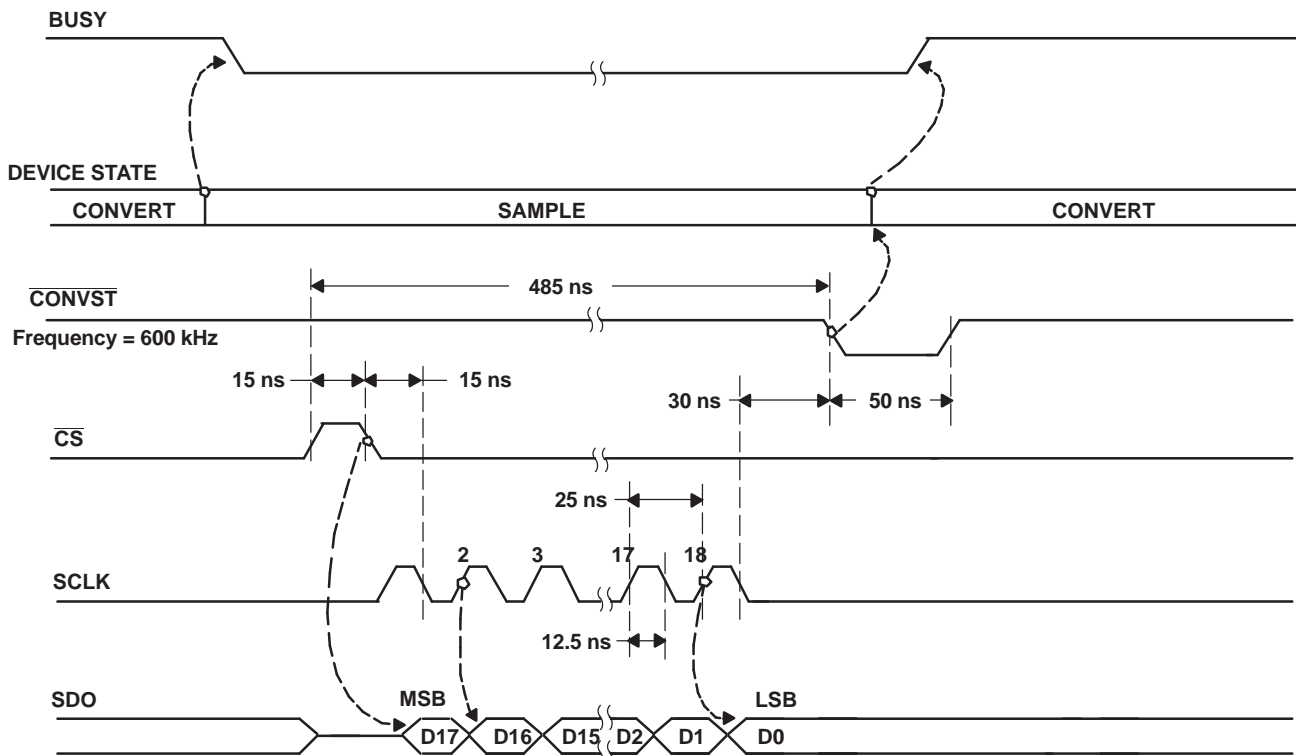 BUSY
DEVICE STATE
CONVERT SAMPLE CONVERT
485 ns
CONVST
Frequency = 600 kHz
15 ns 15 ns 30 ns 50 ns
CS
25 ns
2 3 17 18
SCLK
12.5 ns
SDO MSB LSB
D17 D16 D15 D2 D1 D0